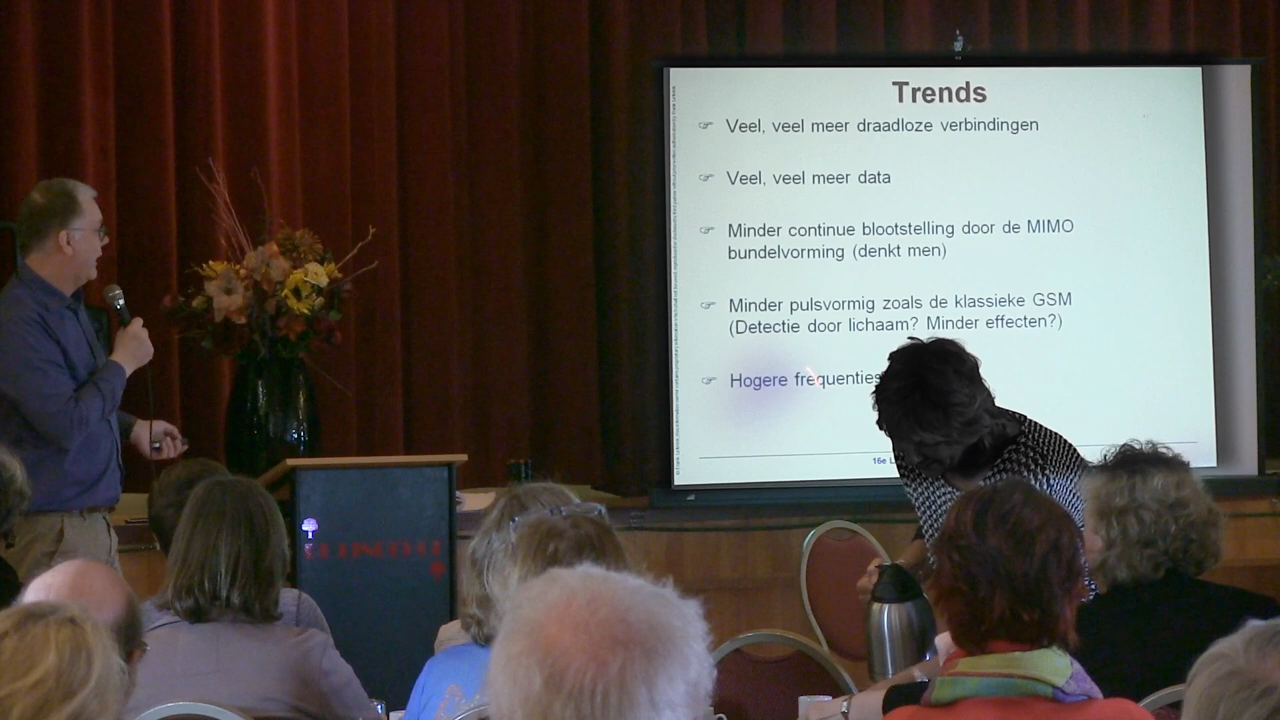 Trends
Veel, veel meer draadloze verbindingen
Veel, veel meer data
Minder continue blootstelling door de MIMO
bundelvorming (denkt men)
Minder pulsvormig zoals de klassieke GSM
(Detectie door lichaam? Minder effecten?)
Hogere frequenties
16e